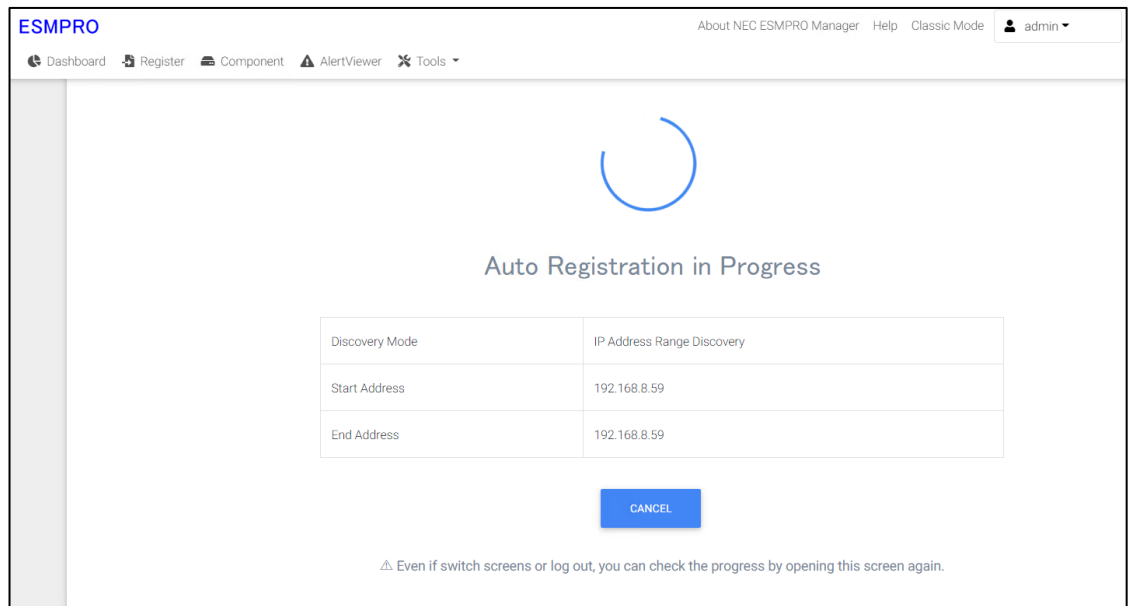 ESMPRO
About NEC ESMPRO Manager Help Classic Mode admin
Dashboard Register Component AlertViewer Tools
Auto Registration in Progress
Discovery Mode IP Address Range Discovery
Start Address 192.168.8.59
End Address 192.168.8.59
CANCEL
⚠ Even if switch screens or log out, you can check the progress by opening this screen again.